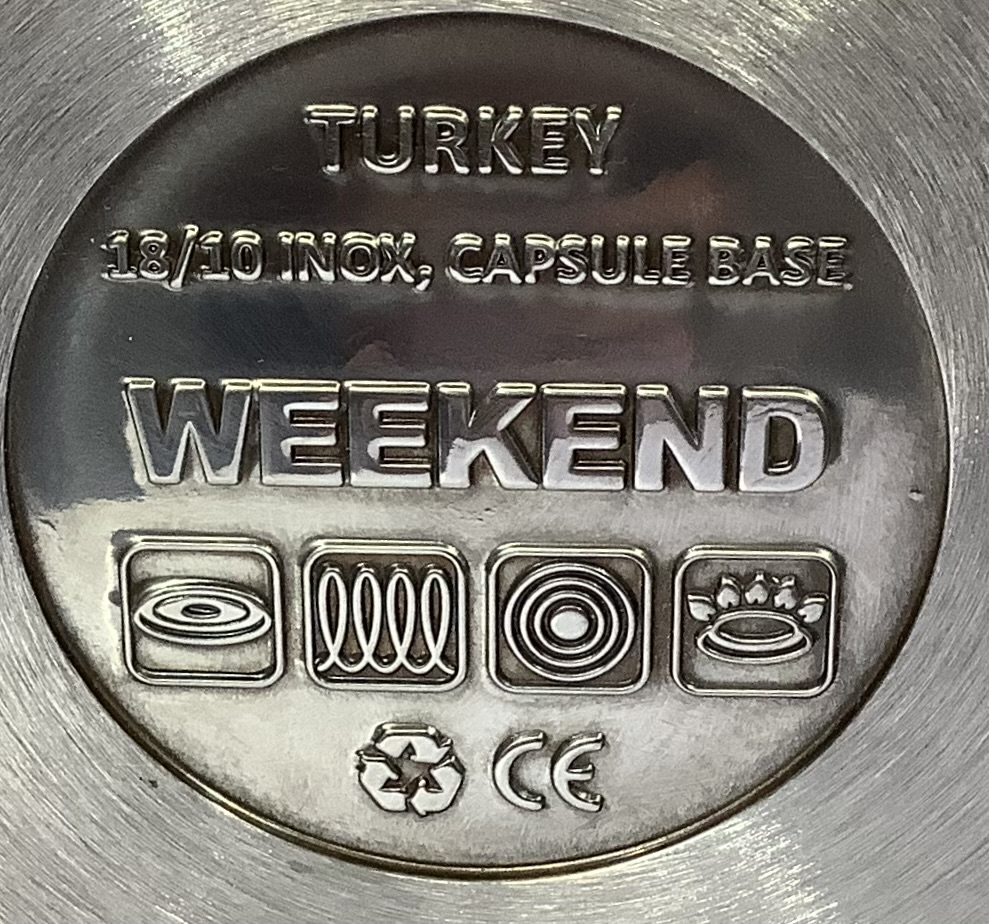 TURKEY
18/10 INOX, CAPSULE BASE
WEEKEND
CE